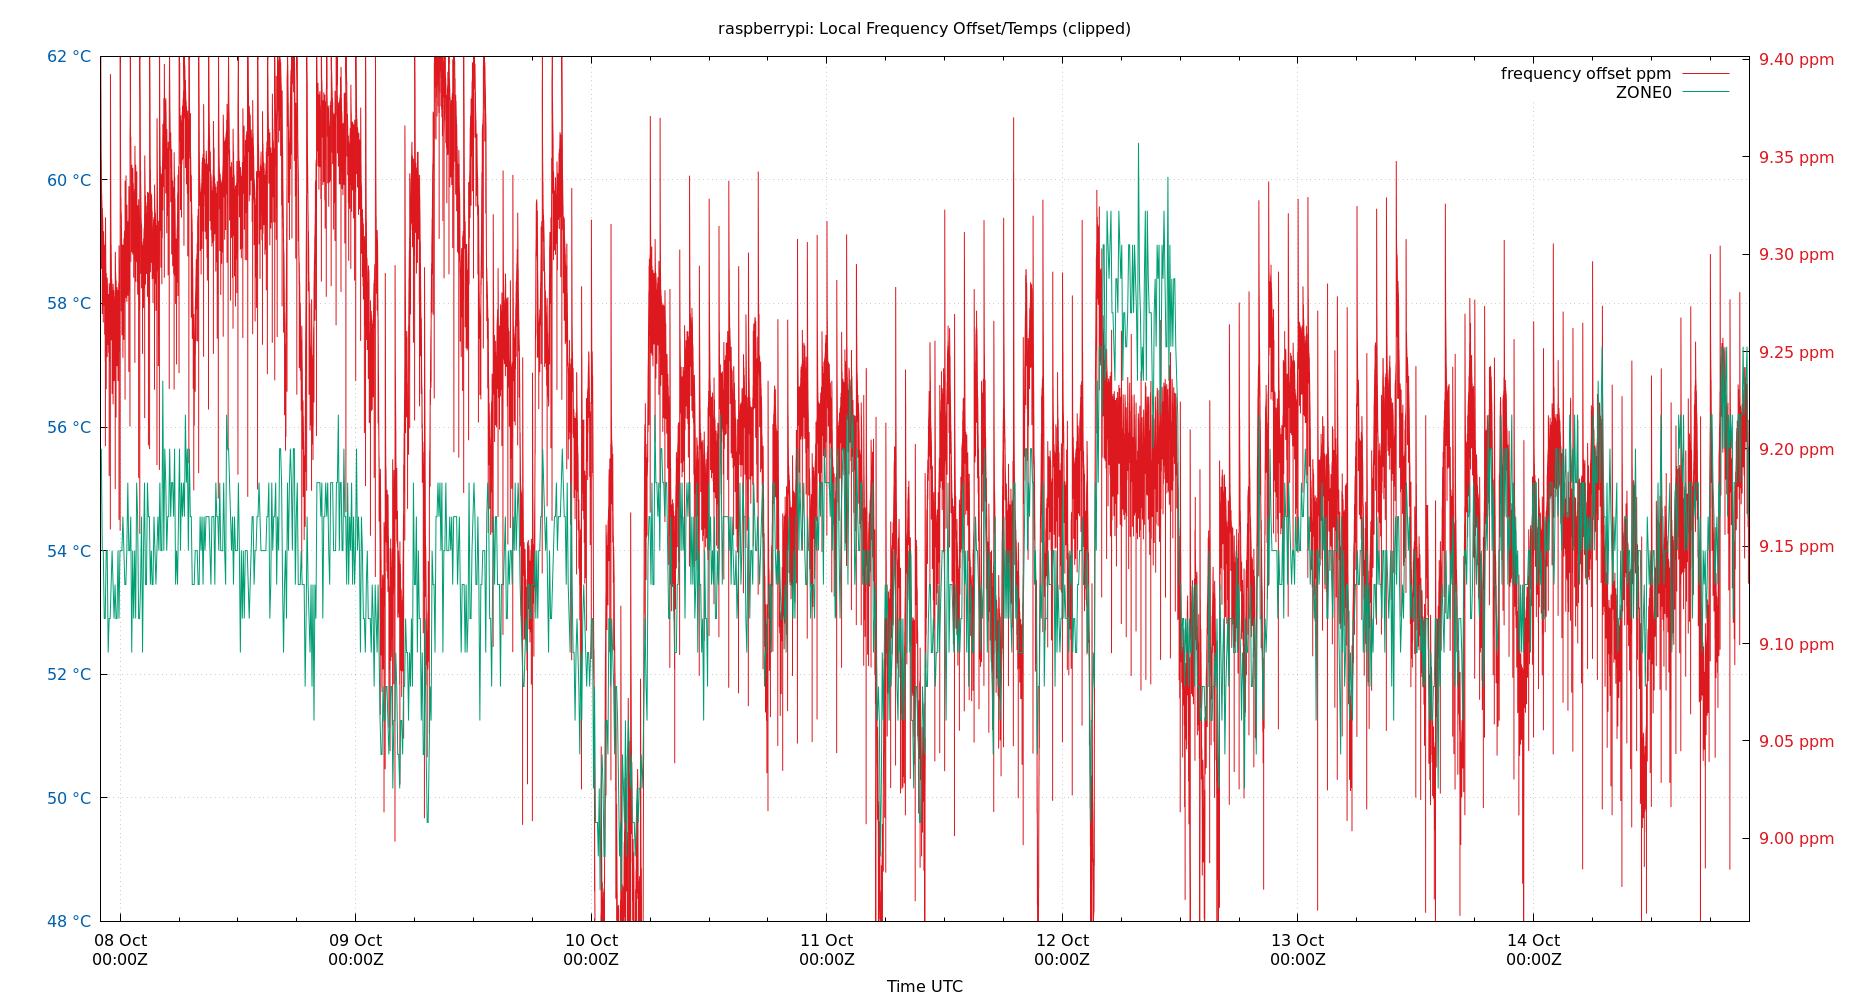 raspberrypi: Local Frequency Offset/Temps (clipped)
frequency offset ppm
ZONE0
62 °C
60 °C
58 °C
56 °C
54 °C
52 °C
50 °C
48 °C
9.40 ppm
9.35 ppm
9.30 ppm
9.25 ppm
9.20 ppm
9.15 ppm
9.10 ppm
9.05 ppm
9.00 ppm
08 Oct
00:00Z
09 Oct
00:00Z
10 Oct
00:00Z
11 Oct
00:00Z
12 Oct
00:00Z
13 Oct
00:00Z
14 Oct
00:00Z
Time UTC